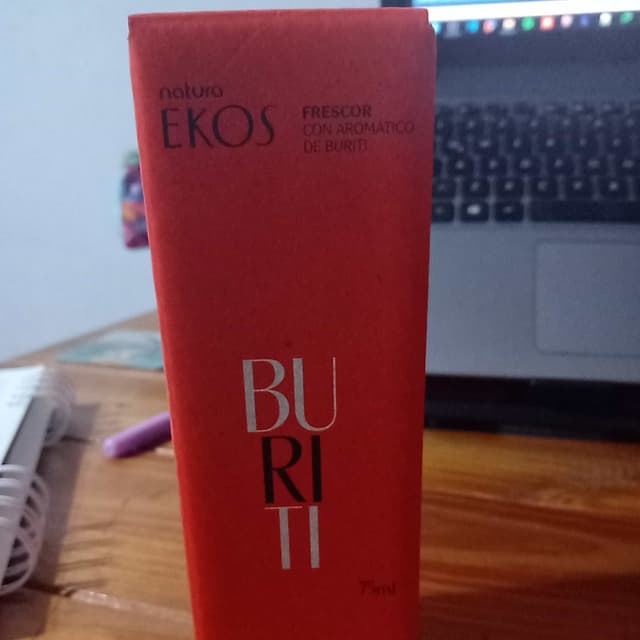 natura
EKOS
FRESCOR
CON AROMÁTICO
DE BURITI
BU
RI
TI
75ml